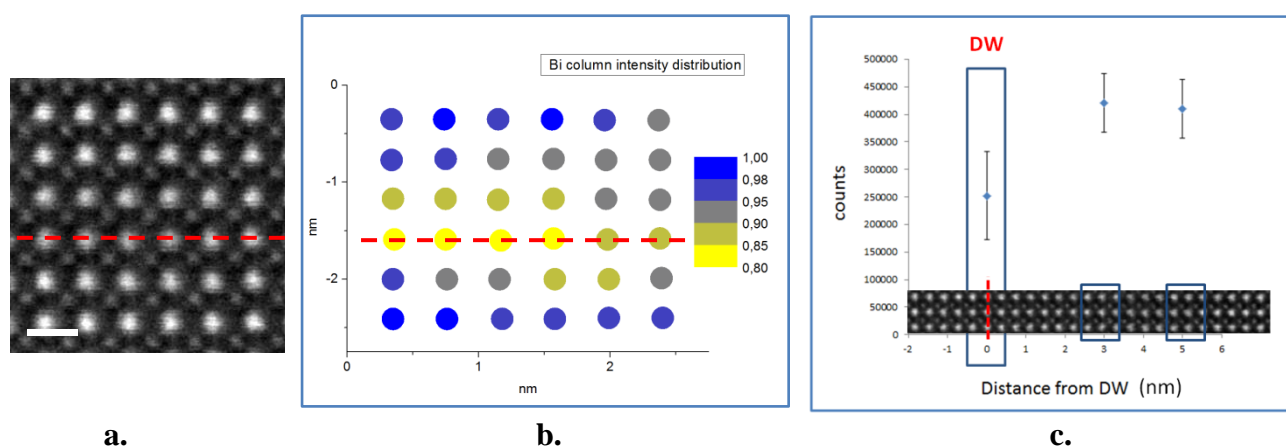 Bi column intensity distribution
0
-1
-2
nm
0
1
2
nm
1,00
0,98
0,95
0,90
0,85
0,80
DW
500000
450000
400000
350000
300000
250000
200000
150000
100000
50000
0
counts
-2 -1 0 1 2 3 4 5 6
Distance from DW (nm)
a. b. c.